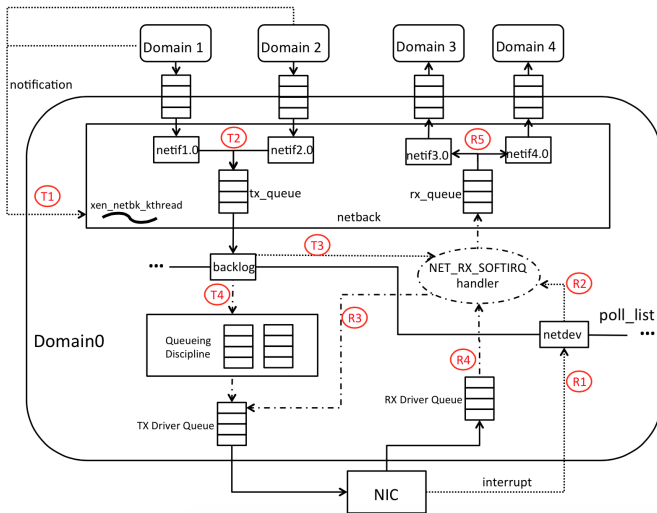 Domain 1
Domain 2
Domain 3
Domain 4
notification
T2
R5
netif1.0
netif2.0
netif3.0
netif4.0
T1
xen_netbk_kthread
tx_queue
rx_queue
netback
T3
...
backlog
NET_RX_SOFTIRQ
handler
R2
T4
R3
poll_list
Domain0
Queueing
Discipline
R4
netdev
...
R1
TX Driver Queue
RX Driver Queue
NIC
interrupt